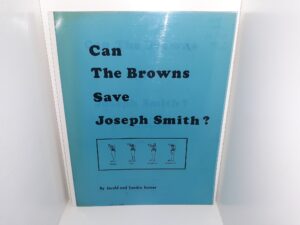 Can
The Browns
Save
Joseph Smith?
By Jerald and Sandra Tanner